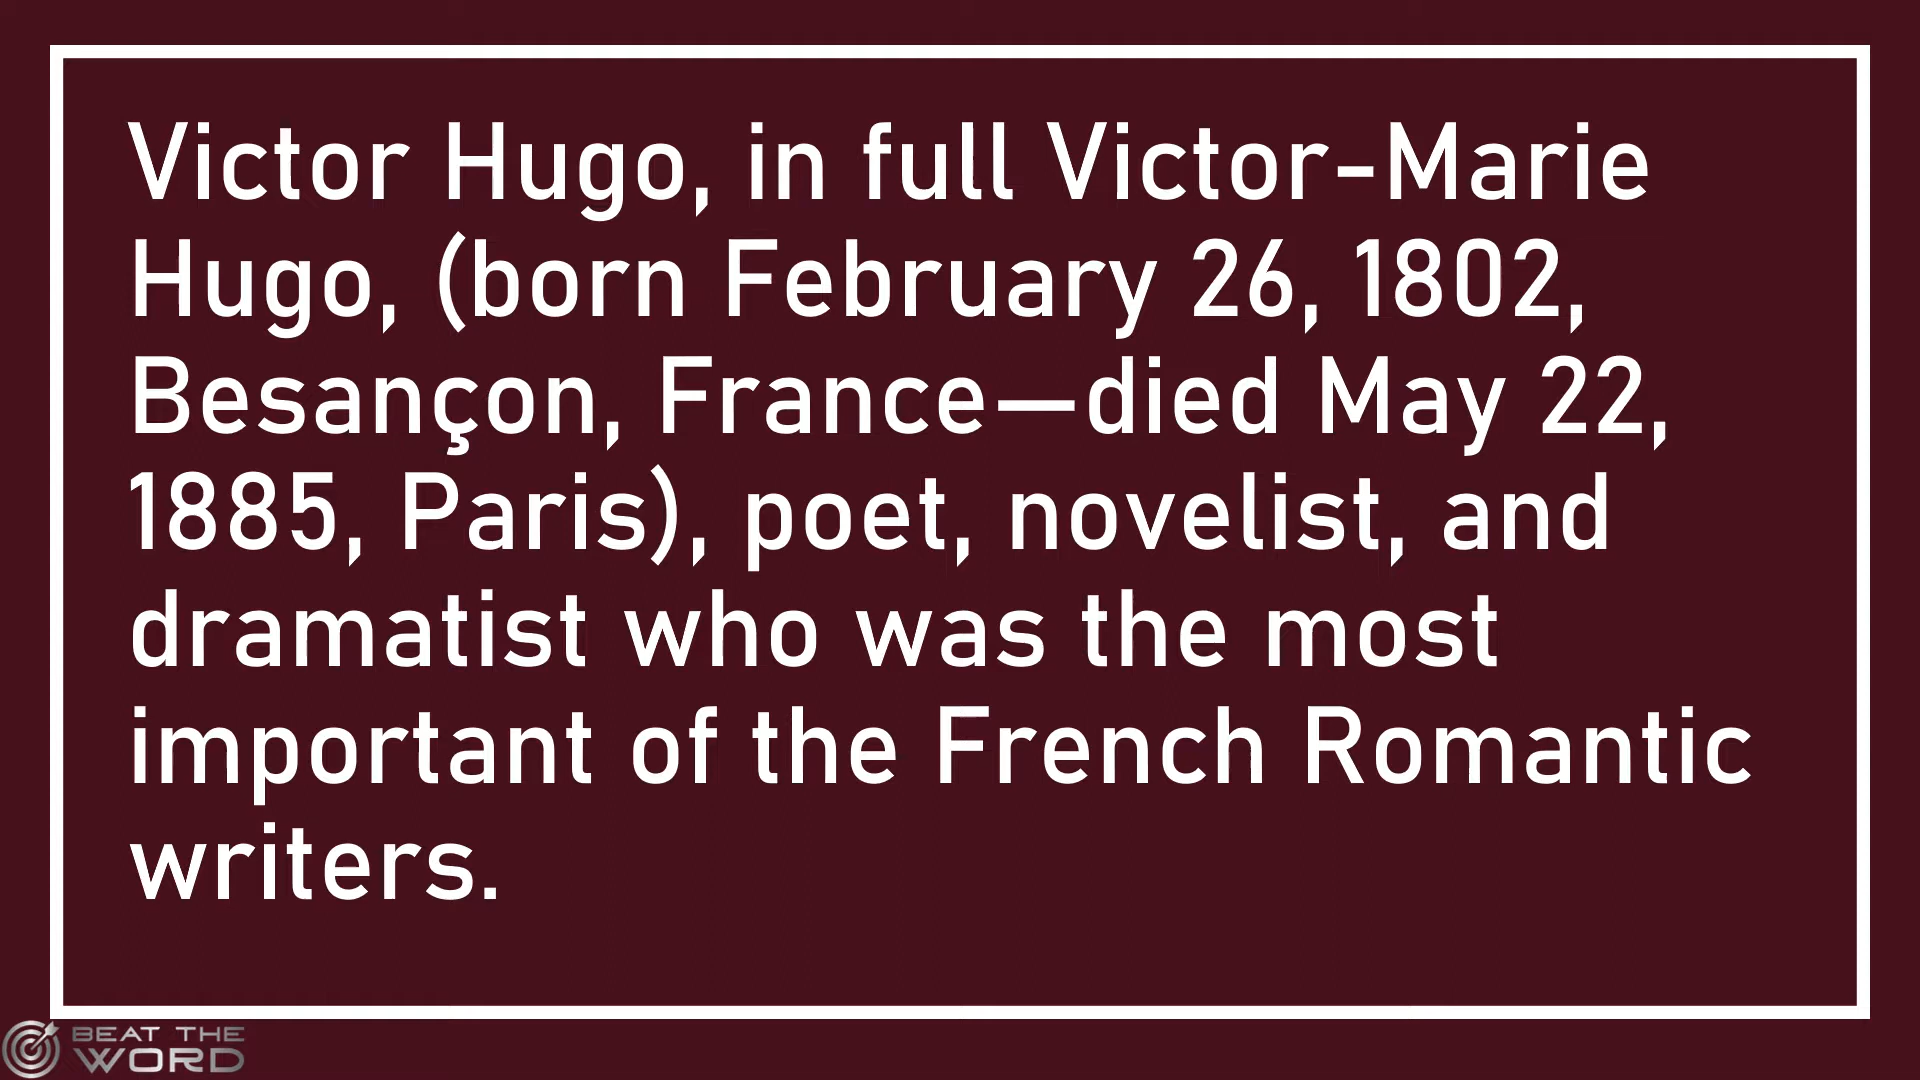 Victor Hugo, in full Victor-Marie
Hugo, (born February 26, 1802,
Besançon, France—died May 22,
1885, Paris), poet, novelist, and
dramatist who was the most
important of the French Romantic
writers.
BEAT THE
WORD